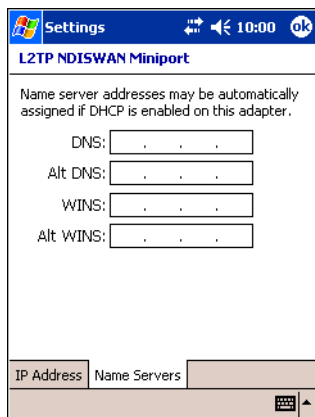 Settings 10:00 ok
L2TP NDISWAN Miniport
Name server addresses may be automatically
assigned if DHCP is enabled on this adapter.
DNS: . . .
Alt DNS: . . .
WINS: . . .
Alt WINS: . . .
IP Address Name Servers